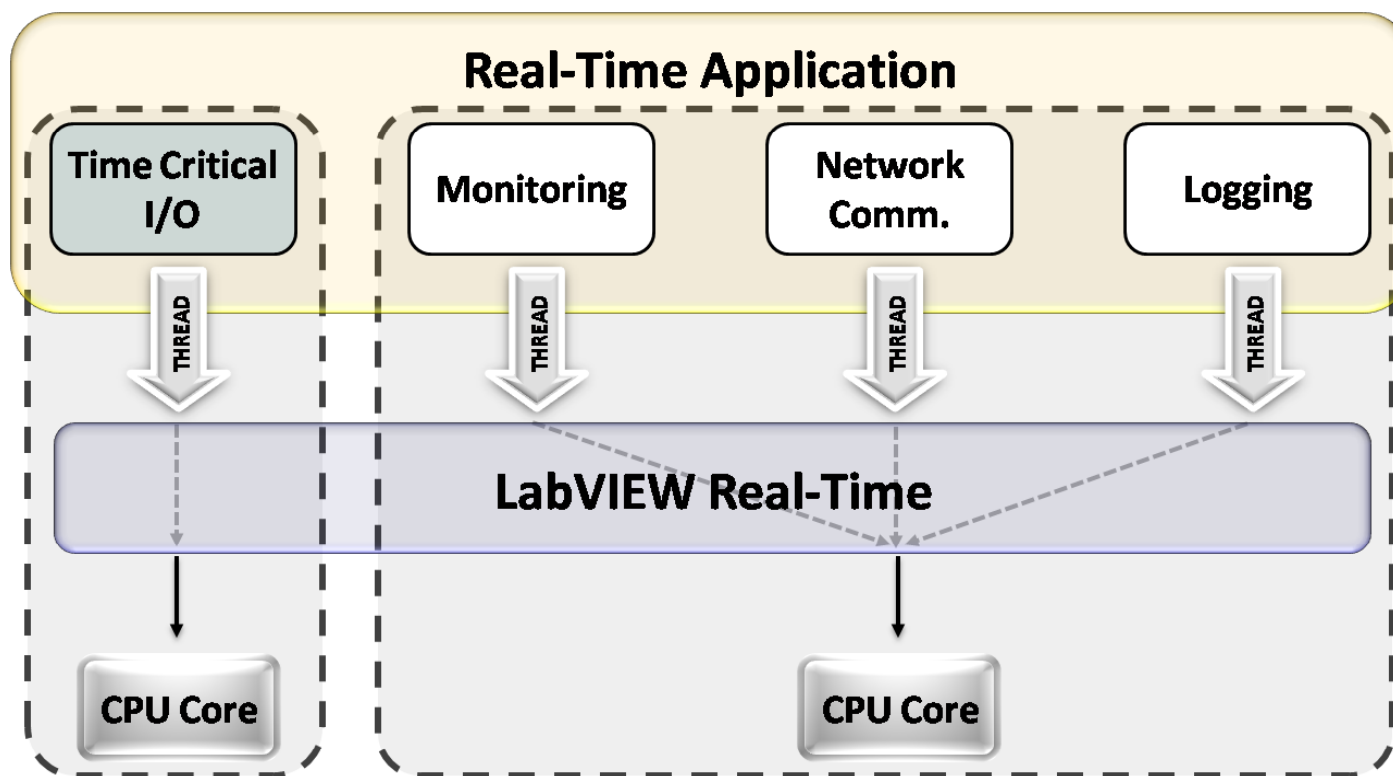 Real-Time Application
Time Critical
I/O
Monitoring
Network
Comm.
Logging
THREAD
THREAD
THREAD
THREAD
LabVIEW Real-Time
CPU Core
CPU Core